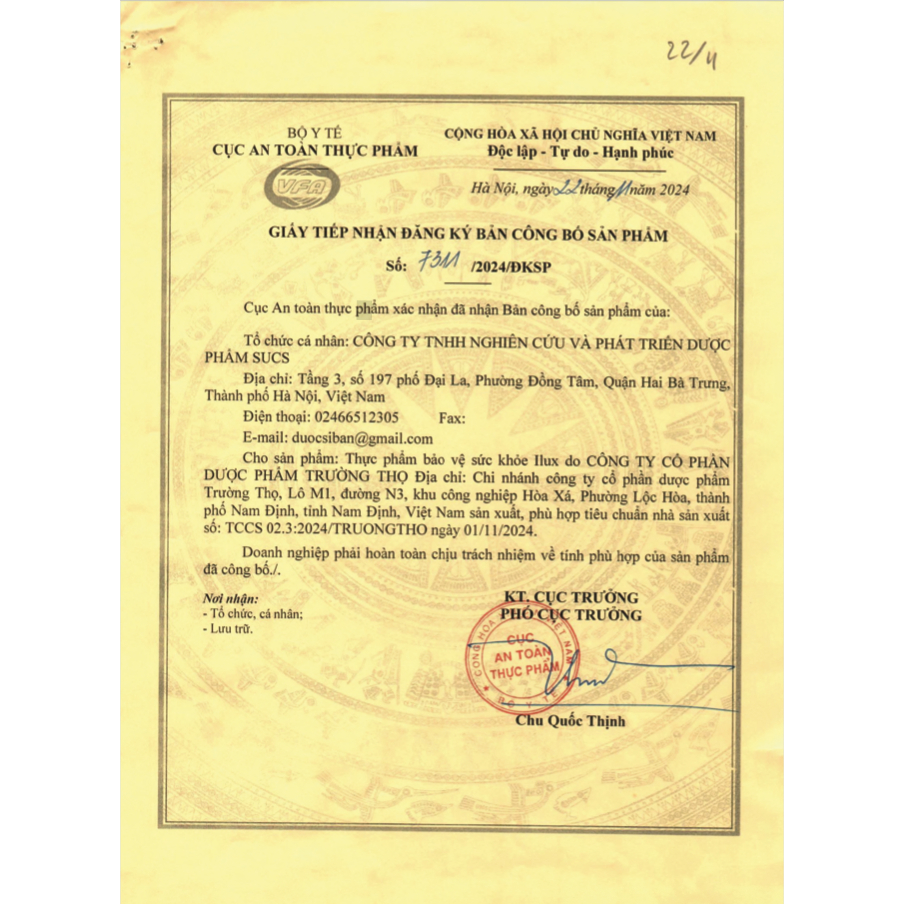 22/11
BỘ Y TẾ
CỤC AN TOÀN THỰC PHẨM
VFA
CỘNG HÒA XÃ HỘI CHỦ NGHĨA VIỆT NAM
Độc lập - Tự do - Hạnh phúc
Hà Nội, ngày 22 tháng 11 năm 2024
GIẤY TIẾP NHẬN ĐĂNG KÝ BẢN CÔNG BỐ SẢN PHẨM
Số: 7311 /2024/ĐKSP
Cục An toàn thực phẩm xác nhận đã nhận Bản công bố sản phẩm của:
Tổ chức cá nhân: CÔNG TY TNHH NGHIÊN CỨU VÀ PHÁT TRIỂN DƯỢC
PHẨM SUCS
Địa chỉ: Tầng 3, số 197 phố Đại La, Phường Đồng Tâm, Quận Hai Bà Trưng,
Thành phố Hà Nội, Việt Nam
Điện thoại: 02466512305 Fax:
E-mail: duocsiban@gmail.com
Cho sản phẩm: Thực phẩm bảo vệ sức khỏe Ilux do CÔNG TY CỔ PHẦN
DƯỢC PHẨM TRƯỜNG THỌ Địa chỉ: Chi nhánh công ty cổ phần dược phẩm
Trường Thọ, Lô M1, đường N3, khu công nghiệp Hòa Xá, Phường Lộc Hòa, thành
phố Nam Định, tỉnh Nam Định, Việt Nam sản xuất, phù hợp tiêu chuẩn nhà sản xuất
số: TCCS 02.3:2024/TRUONGTHO ngày 01/11/2024.
Doanh nghiệp phải hoàn toàn chịu trách nhiệm về tính phù hợp của sản phẩm
đã công bố./.
Nơi nhận:
- Tổ chức, cá nhân;
- Lưu trữ.
KT. CỤC TRƯỞNG
PHÓ CỤC TRƯỞNG
CỤC
AN TOÀN
THỰC PHẨM
BỘ Y TẾ
Chu Quốc Thịnh